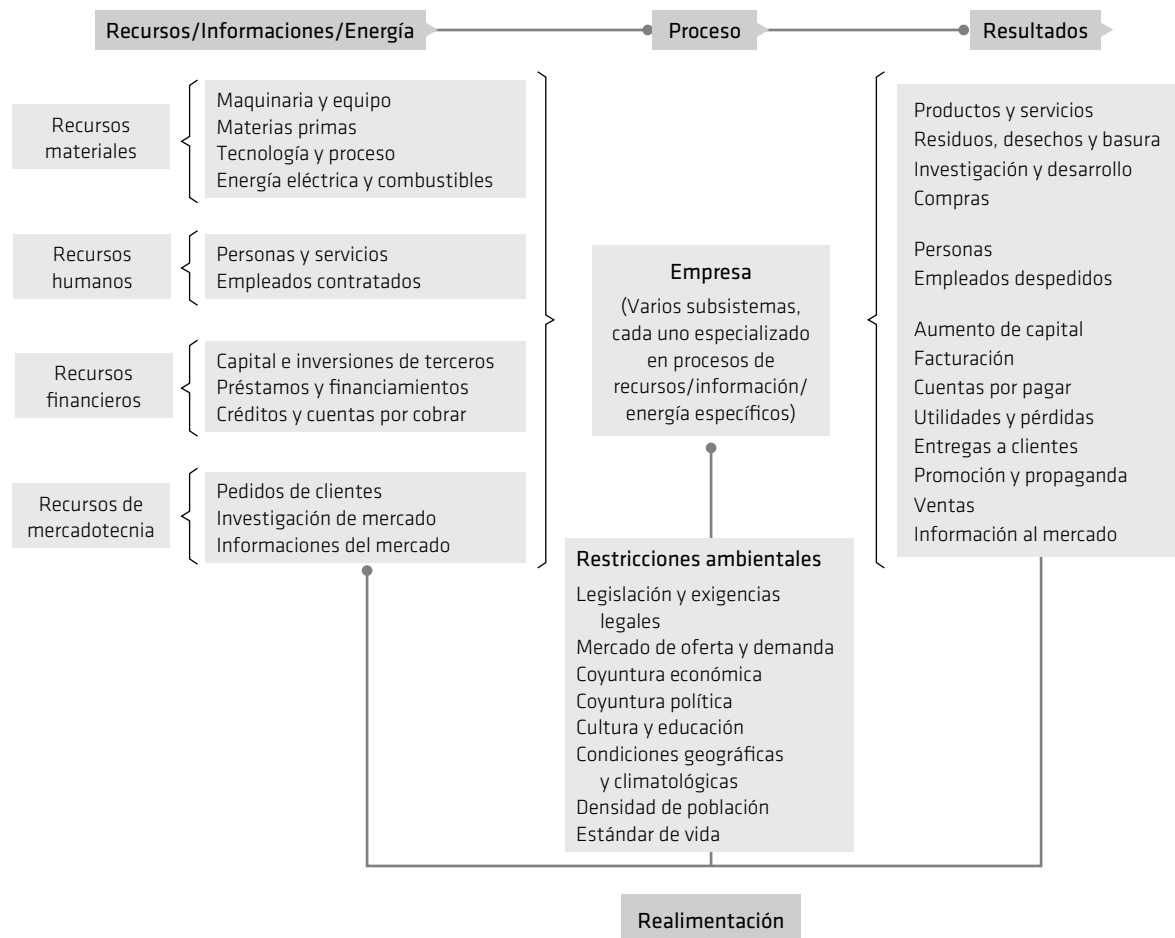 Recursos/Informaciones/Energía
Proceso
Resultados
Recursos
materiales
Maquinaria y equipo
Materias primas
Tecnología y proceso
Energía eléctrica y combustibles
Recursos
humanos
Personas y servicios
Empleados contratados
Recursos
financieros
Capital e inversiones de terceros
Préstamos y financiamientos
Créditos y cuentas por cobrar
Recursos de
mercadotecnia
Pedidos de clientes
Investigación de mercado
Informaciones del mercado
Empresa
(Varios subsistemas,
cada uno especializado
en procesos de
recursos/información/
energía específicos)
Restricciones ambientales
Legislación y exigencias
legales
Mercado de oferta y demanda
Coyuntura económica
Coyuntura política
Cultura y educación
Condiciones geográficas
y climatológicas
Densidad de población
Estándar de vida
Productos y servicios
Residuos, desechos y basura
Investigación y desarrollo
Compras
Personas
Empleados despedidos
Aumento de capital
Facturación
Cuentas por pagar
Utilidades y pérdidas
Entregas a clientes
Promoción y propaganda
Ventas
Información al mercado
Realimentación